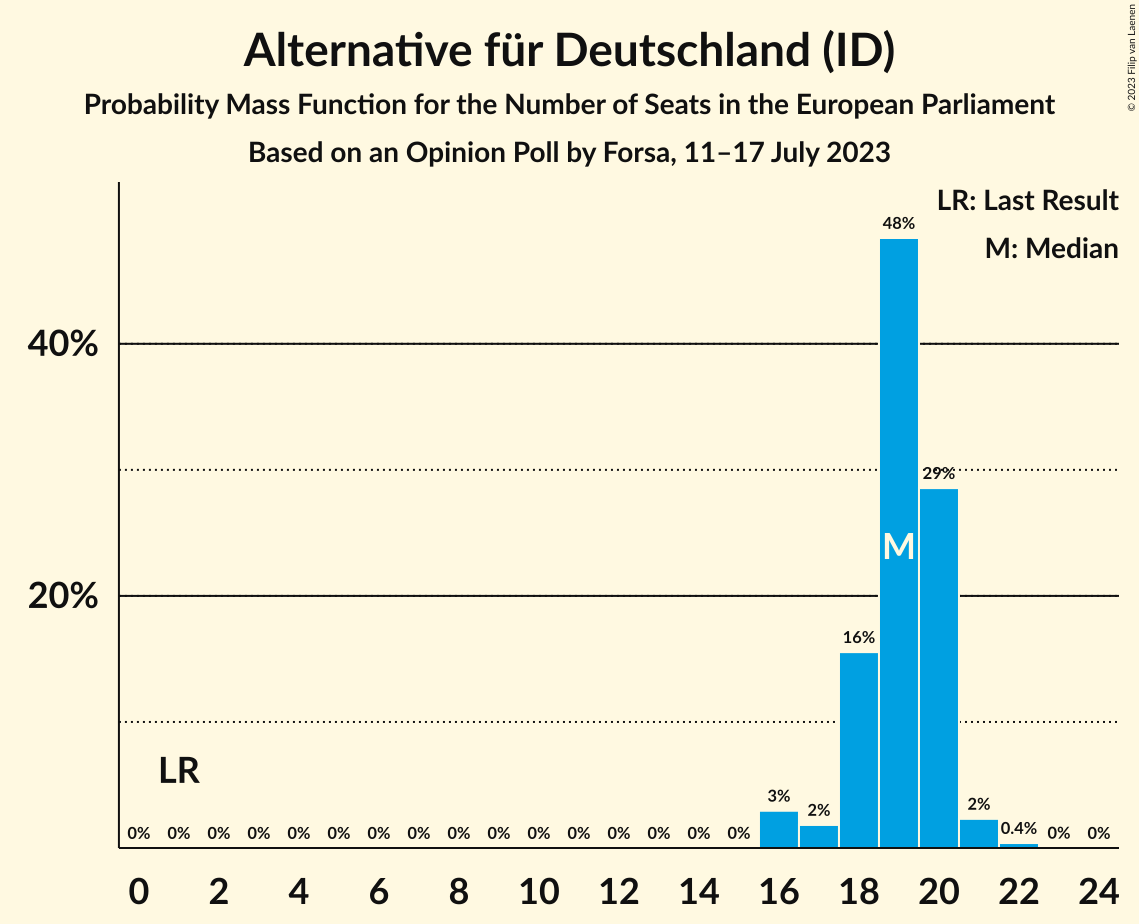 Alternative für Deutschland (ID)
Probability Mass Function for the Number of Seats in the European Parliament
Based on an Opinion Poll by Forsa, 11–17 July 2023
© 2023 Filip van Laenen
LR: Last Result
M: Median
40%
20%
LR
M
0% 0% 0% 0% 0% 0% 0% 0% 0% 0% 0% 0% 0% 0% 0% 0% 3% 2% 16% 48% 29% 2% 0.4% 0% 0%
0 2 4 6 8 10 12 14 16 18 20 22 24